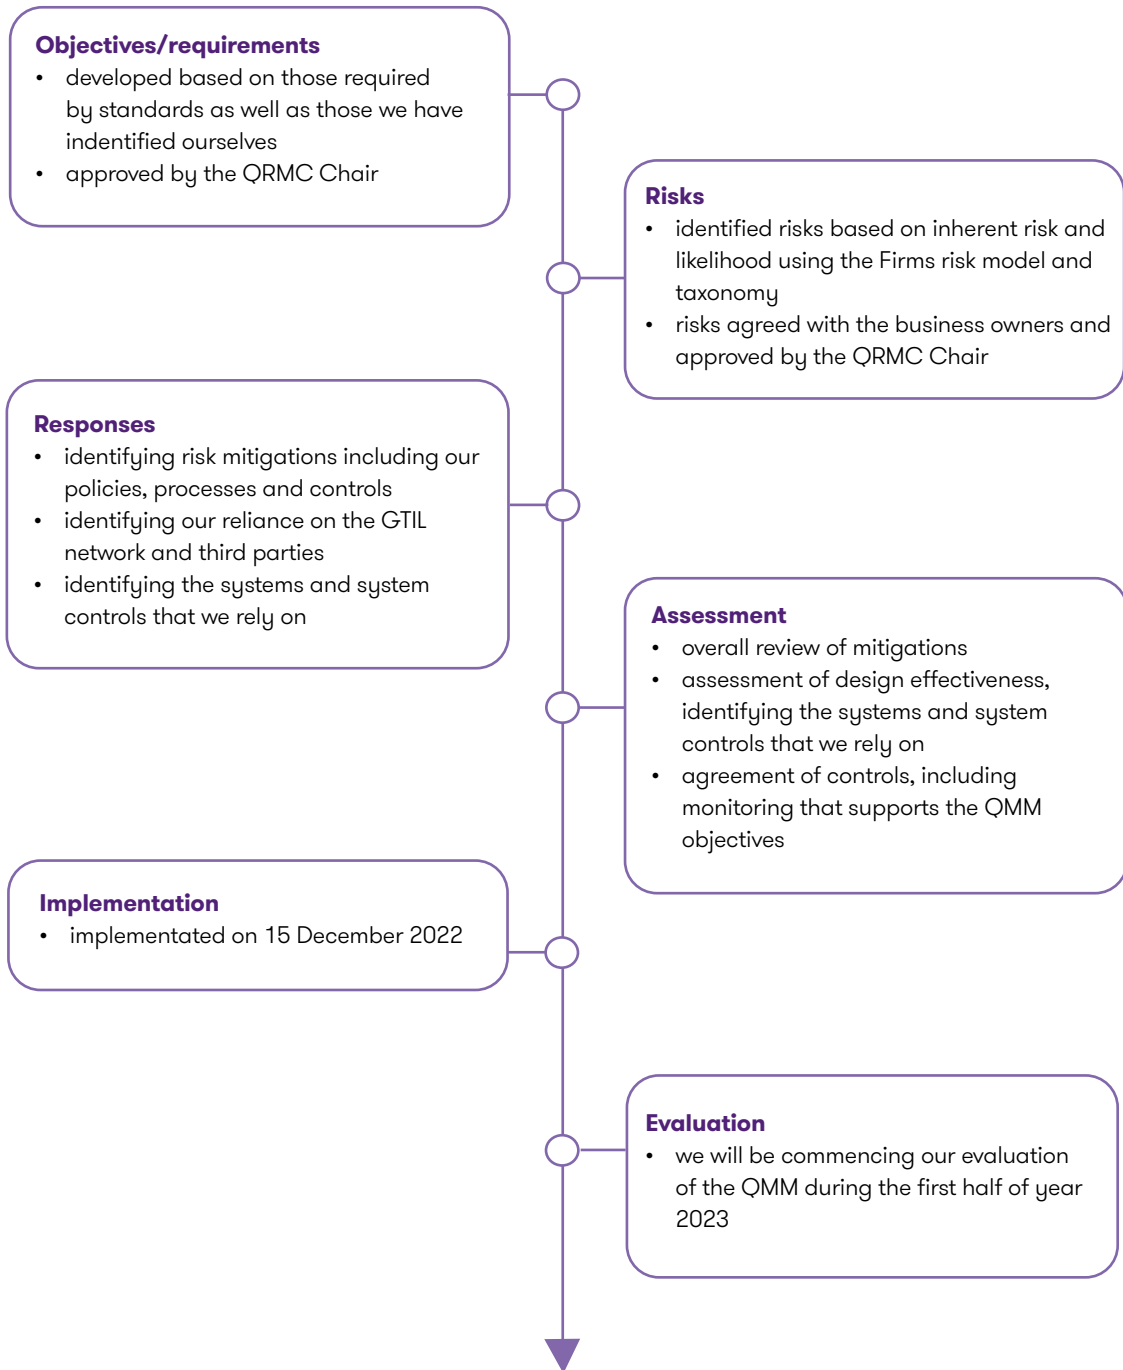 Objectives/requirements
• developed based on those required
by standards as well as those we have
indentified ourselves
• approved by the QRMC Chair
Risks
• identified risks based on inherent risk and
likelihood using the Firms risk model and
taxonomy
• risks agreed with the business owners and
approved by the QRMC Chair
Responses
• identifying risk mitigations including our
policies, processes and controls
• identifying our reliance on the GTIL
network and third parties
• identifying the systems and system
controls that we rely on
Assessment
• overall review of mitigations
• assessment of design effectiveness,
identifying the systems and system
controls that we rely on
• agreement of controls, including
monitoring that supports the QMM
objectives
Implementation
• implementated on 15 December 2022
Evaluation
• we will be commencing our evaluation
of the QMM during the first half of year
2023